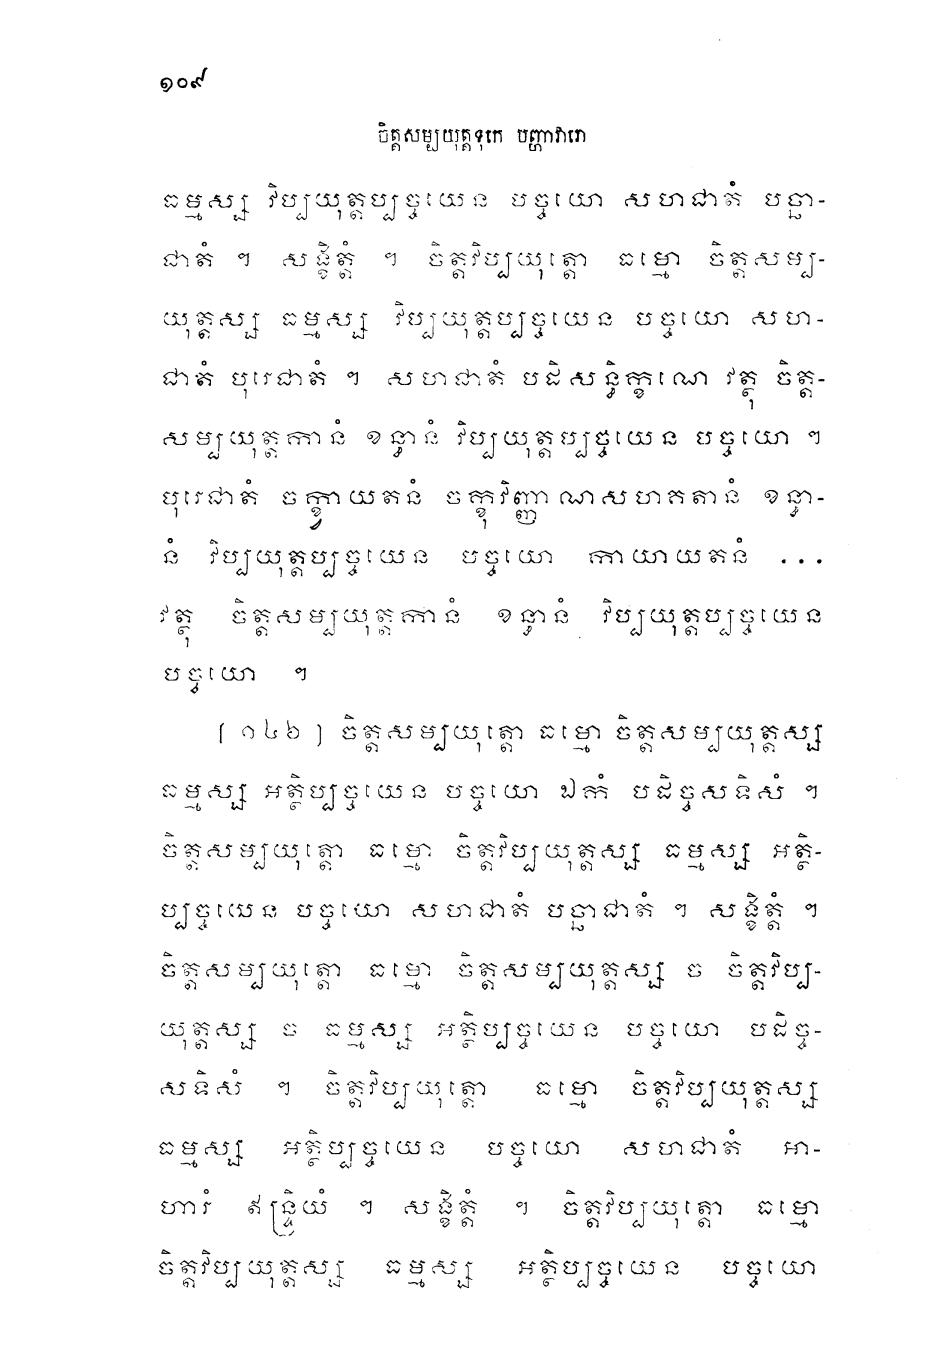 ១០៩
ចិត្តសម្បយុត្តទុកេ បញ្ហាវារោ
ធម្មស្ស វិប្បយុត្តប្បច្ចយេន បច្ចយោ សហជាតំ បច្ឆា-
ជាតំ ។ សង្ខិត្តំ ។ ចិត្តវិប្បយុត្តោ ធម្មោ ចិត្តសម្ប-
យុត្តស្ស ធម្មស្ស វិប្បយុត្តប្បច្ចយេន បច្ចយោ សហ-
ជាតំ បុរេជាតំ ។ សហជាតំ បដិសន្ធិក្ខណេ វត្ថុ ចិត្ត-
សម្បយុត្តកានំ ខន្ធានំ វិប្បយុត្តប្បច្ចយេន បច្ចយោ ។
បុរេជាតំ ចក្ខ្វាយតនំ ចក្ខុវិញ្ញាណសហគតានំ ខន្ធា-
នំ វិប្បយុត្តប្បច្ចយេន បច្ចយោ កាយាយតនំ ...
វត្ថុ ចិត្តសម្បយុត្តកានំ ខន្ធានំ វិប្បយុត្តប្បច្ចយេន
បច្ចយោ ។
[ ១៤៦ ] ចិត្តសម្បយុត្តោ ធម្មោ ចិត្តសម្បយុត្តស្ស
ធម្មស្ស អត្ថិប្បច្ចយេន បច្ចយោ ឯកំ បដិច្ចសទិសំ ។
ចិត្តសម្បយុត្តោ ធម្មោ ចិត្តវិប្បយុត្តស្ស ធម្មស្ស អត្ថិ-
ប្បច្ចយេន បច្ចយោ សហជាតំ បច្ឆាជាតំ ។ សង្ខិត្តំ ។
ចិត្តសម្បយុត្តោ ធម្មោ ចិត្តសម្បយុត្តស្ស ច ចិត្តវិប្ប-
យុត្តស្ស ច ធម្មស្ស អត្ថិប្បច្ចយេន បច្ចយោ បដិច្ច-
សទិសំ ។ ចិត្តវិប្បយុត្តោ ធម្មោ ចិត្តវិប្បយុត្តស្ស
ធម្មស្ស អត្ថិប្បច្ចយេន បច្ចយោ សហជាតំ អា-
ហារំ ឥន្ទ្រិយំ ។ សង្ខិត្តំ ។ ចិត្តវិប្បយុត្តោ ធម្មោ
ចិត្តវិប្បយុត្តស្ស ធម្មស្ស អត្ថិប្បច្ចយេន បច្ចយោ